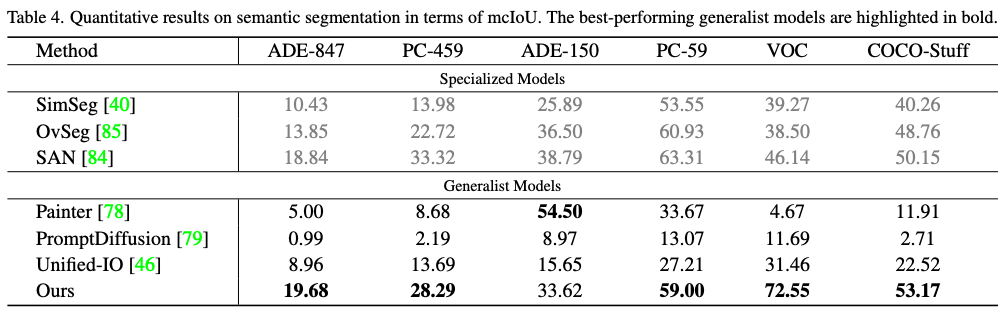 Table 4. Quantitative results on semantic segmentation in terms of mcIoU. The best-performing generalist models are highlighted in bold.
Method ADE-847 PC-459 ADE-150 PC-59 VOC COCO-Stuff
Specialized Models
SimSeg [40] 10.43 13.98 25.89 53.55 39.27 40.26
OvSeg [85] 13.85 22.72 36.50 60.93 38.50 48.76
SAN [84] 18.84 33.32 38.79 63.31 46.14 50.15
Generalist Models
Painter [78] 5.00 8.68 54.50 33.67 4.67 11.91
PromptDiffusion [79] 0.99 2.19 8.97 13.07 11.69 2.71
Unified-IO [46] 8.96 13.69 15.65 27.21 31.46 22.52
Ours 19.68 28.29 33.62 59.00 72.55 53.17